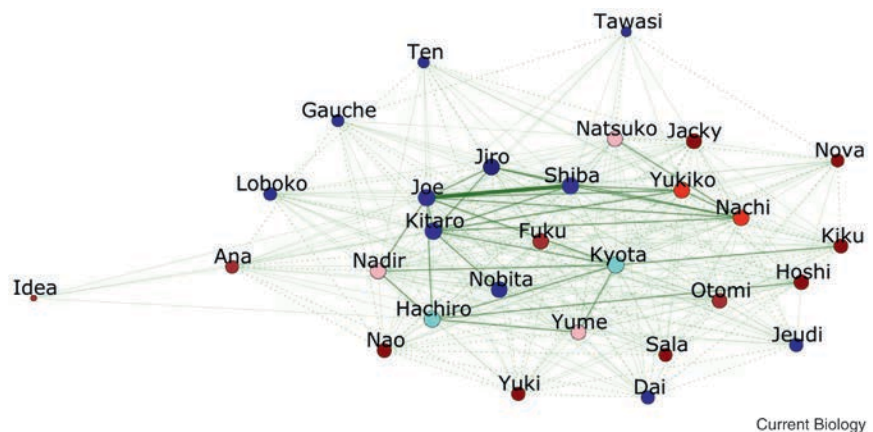 Tawasi
Ten
Gauche
Natsuko
Jacky
Nova
Jiro
Shiba
Loboko
Joe
Yukiko
Nachi
Kitaro
Fuku
Kiku
Ana
Nadir
Kyota
Hoshi
Idea
Nobita
Otomi
Hachiro
Yume
Nao
Sala
Jeudi
Yuki
Dai
Current Biology